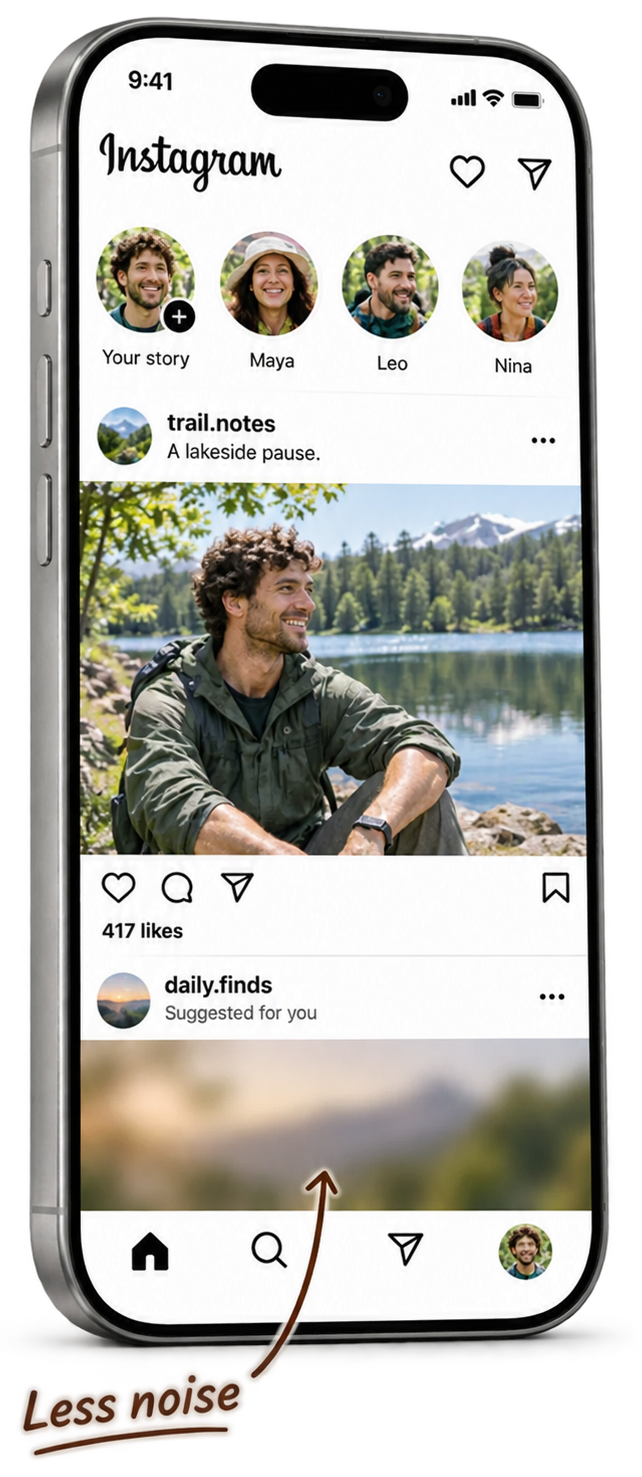 9:41
Instagram
Your story
Maya
Leo
Nina
trail.notes
A lakeside pause.
417 likes
daily.finds
Suggested for you
Less noise